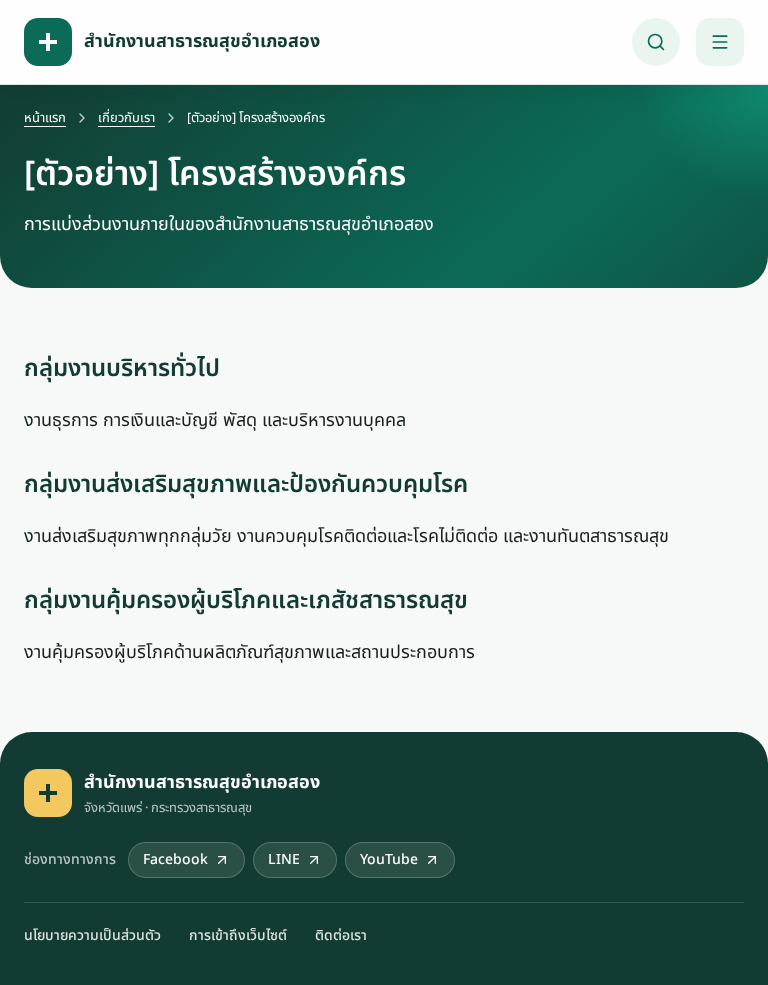 สำนักงานสาธารณสุขอำเภอสอง
หน้าแรก
เกี่ยวกับเรา
[ตัวอย่าง] โครงสร้างองค์กร
[ตัวอย่าง] โครงสร้างองค์กร
การแบ่งส่วนงานภายในของสำนักงานสาธารณสุขอำเภอสอง
กลุ่มงานบริหารทั่วไป
งานธุรการ การเงินและบัญชี พัสดุ และบริหารงานบุคคล
กลุ่มงานส่งเสริมสุขภาพและป้องกันควบคุมโรค
งานส่งเสริมสุขภาพทุกกลุ่มวัย งานควบคุมโรคติดต่อและโรคไม่ติดต่อ และงานทันตสาธารณสุข
กลุ่มงานคุ้มครองผู้บริโภคและเภสัชสาธารณสุข
งานคุ้มครองผู้บริโภคด้านผลิตภัณฑ์สุขภาพและสถานประกอบการ
สำนักงานสาธารณสุขอำเภอสอง
จังหวัดแพร่ · กระทรวงสาธารณสุข
ช่องทางทางการ
Facebook
LINE
YouTube
นโยบายความเป็นส่วนตัว
การเข้าถึงเว็บไซต์
ติดต่อเรา